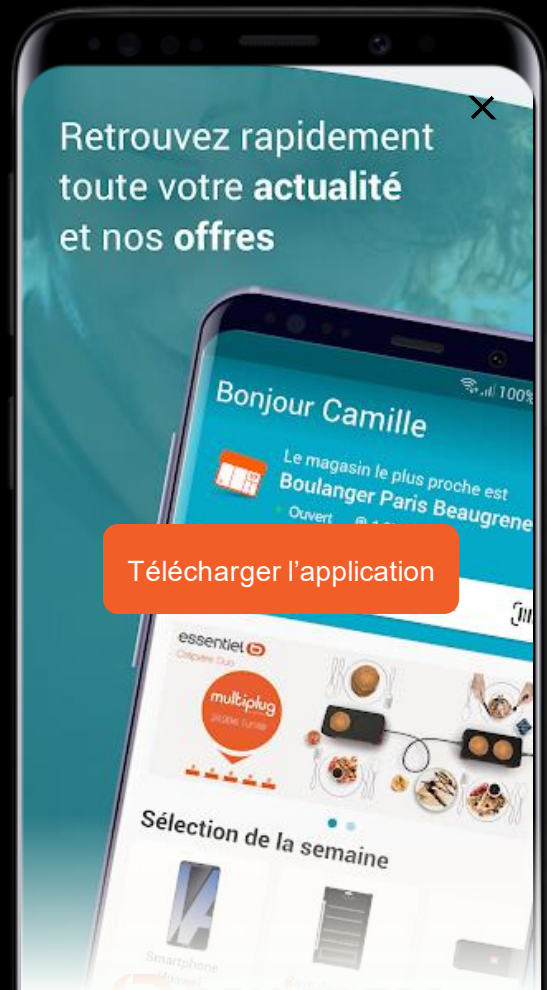 Retrouvez rapidement
toute votre actualité
et nos offres
100%
Bonjour Camille
Le magasin le plus proche est
Boulanger Paris Beaugrene
Ouvert
Télécharger l’application
essentiel b
Crêpière Duo
multiplug
Sélection de la semaine
Smartphone
Huawei